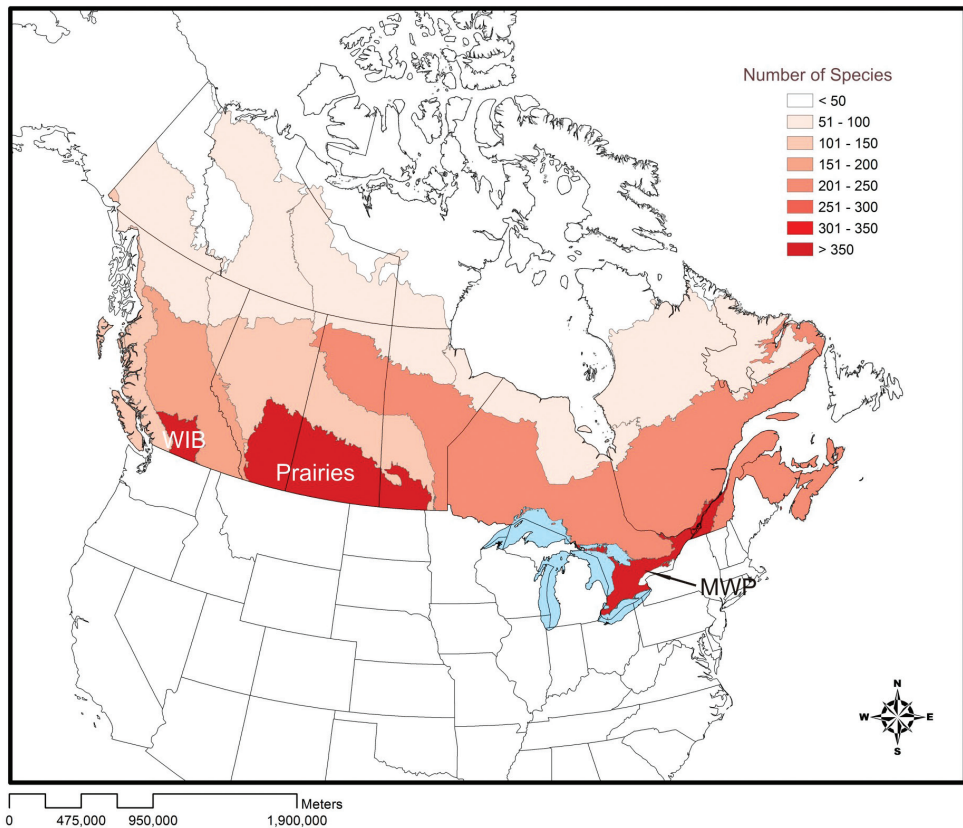 Number of Species
< 50
51 - 100
101 - 150
151 - 200
201 - 250
251 - 300
301 - 350
> 350
WIB
Prairies
MWP
N
W E
S
Meters
0 475,000 950,000 1,900,000